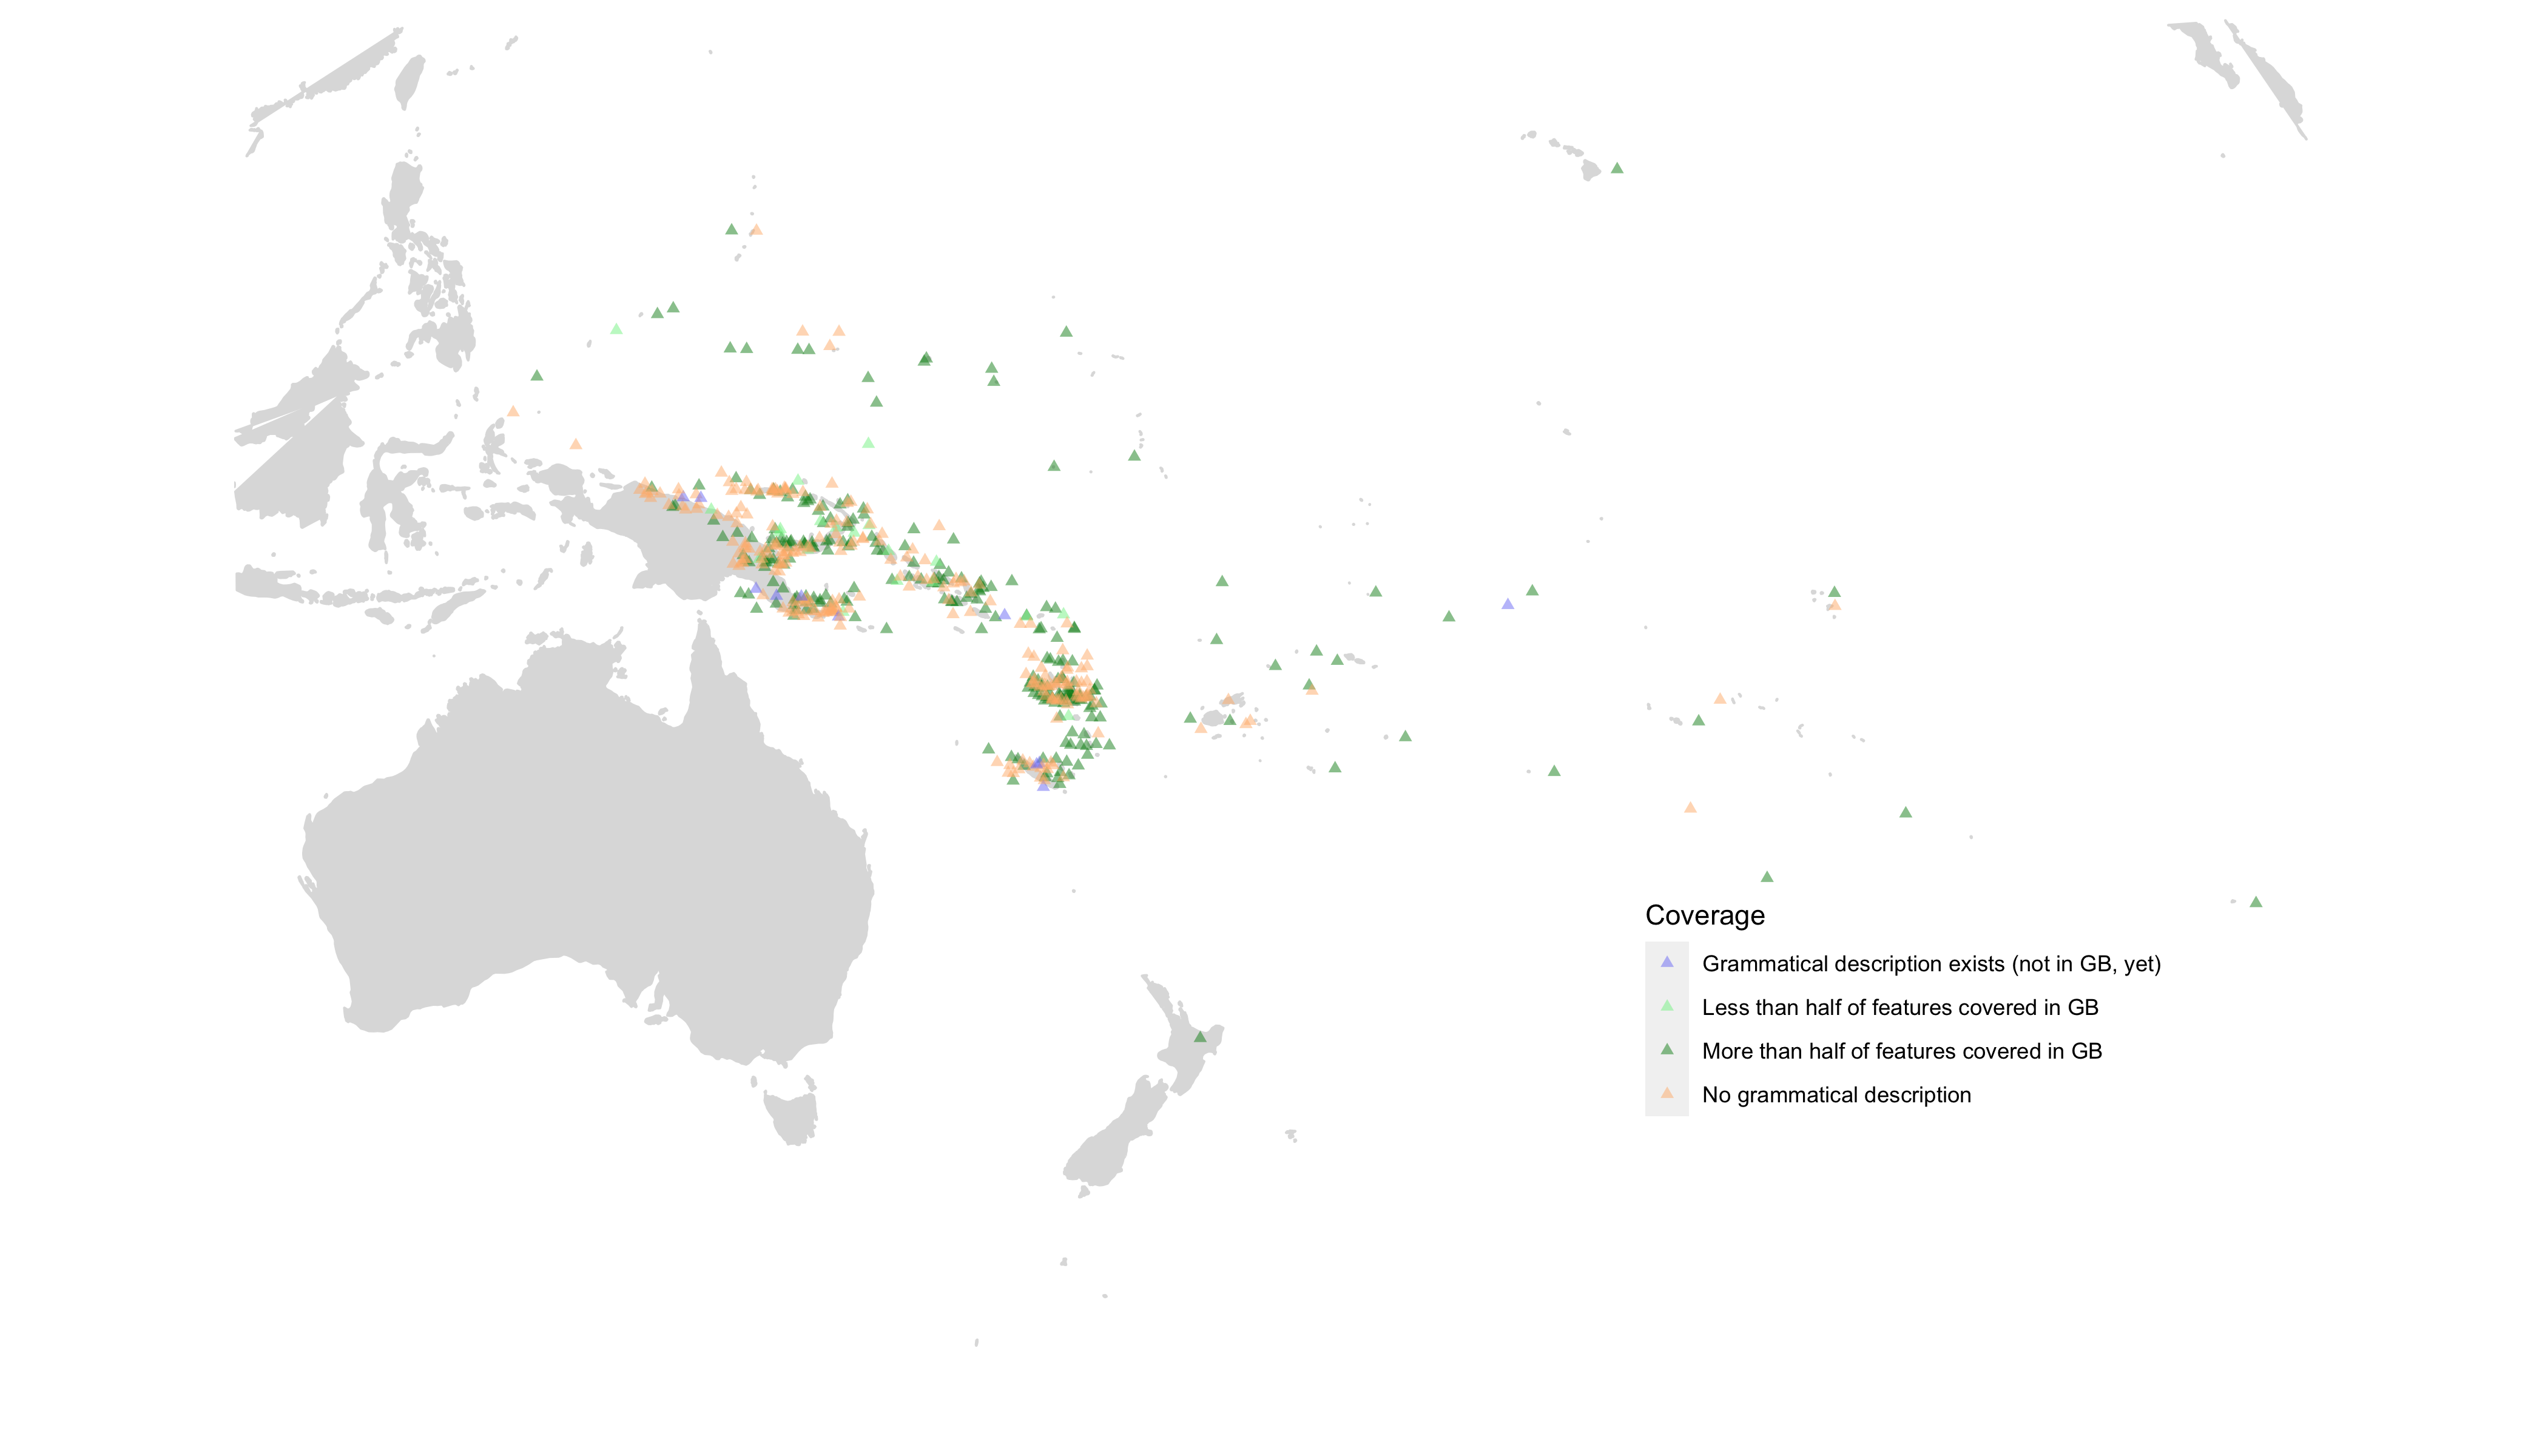 Coverage
Grammatical description exists (not in GB, yet)
Less than half of features covered in GB
More than half of features covered in GB
No grammatical description